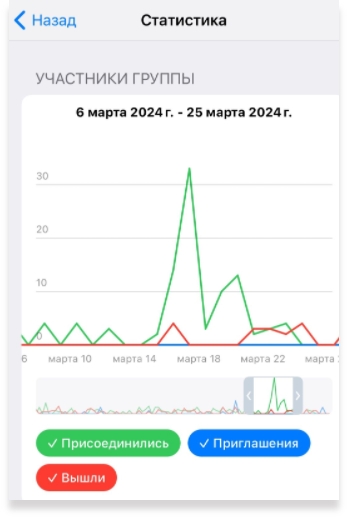 Назад Статистика
УЧАСТНИКИ ГРУППЫ
6 марта 2024 г. - 25 марта 2024 г.
30
20
10
0
6 марта 10 марта 14 марта 18 марта 22 марта
Присоединились Приглашения
Вышли